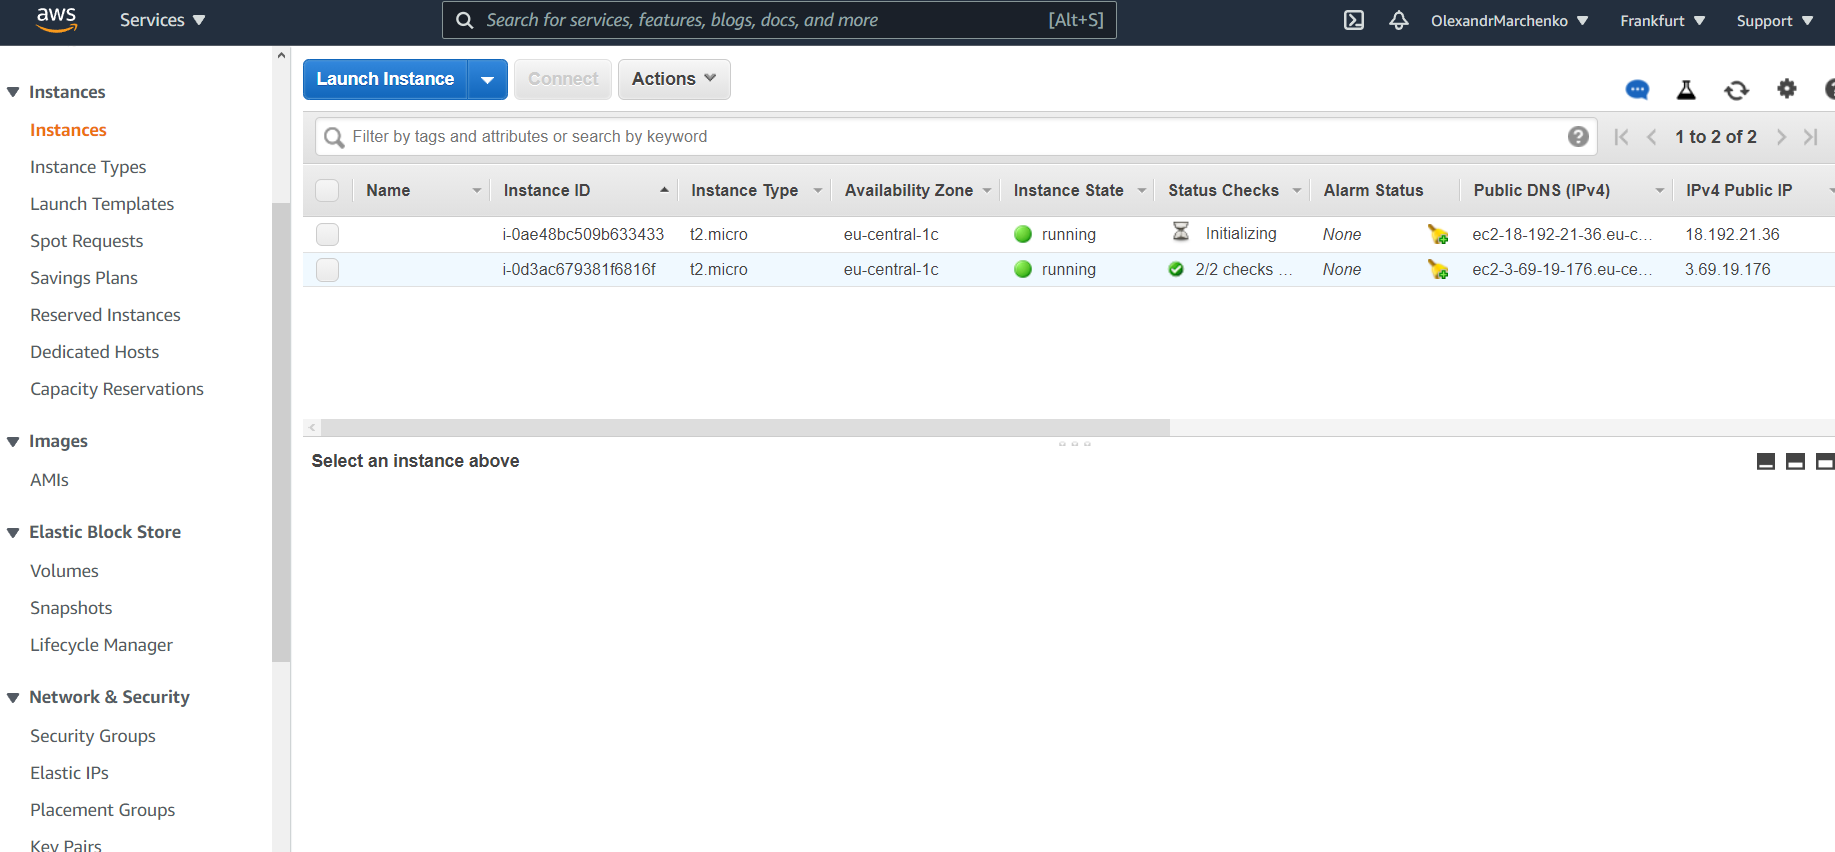 aws Services Search for services, features, blogs, docs, and more [Alt+S] OlexandrMarchenko Frankfurt Support
Instances
Instances
Instance Types
Launch Templates
Spot Requests
Savings Plans
Reserved Instances
Dedicated Hosts
Capacity Reservations
Images
AMIs
Elastic Block Store
Volumes
Snapshots
Lifecycle Manager
Network & Security
Security Groups
Elastic IPs
Placement Groups
Key Pairs
Launch Instance Connect Actions
Filter by tags and attributes or search by keyword 1 to 2 of 2
Name Instance ID Instance Type Availability Zone Instance State Status Checks Alarm Status Public DNS (IPv4) IPv4 Public IP
i-0ae48bc509b633433 t2.micro eu-central-1c running Initializing None ec2-18-192-21-36.eu-c... 18.192.21.36
i-0d3ac679381f6816f t2.micro eu-central-1c running 2/2 checks ... None ec2-3-69-19-176.eu-ce... 3.69.19.176
Select an instance above